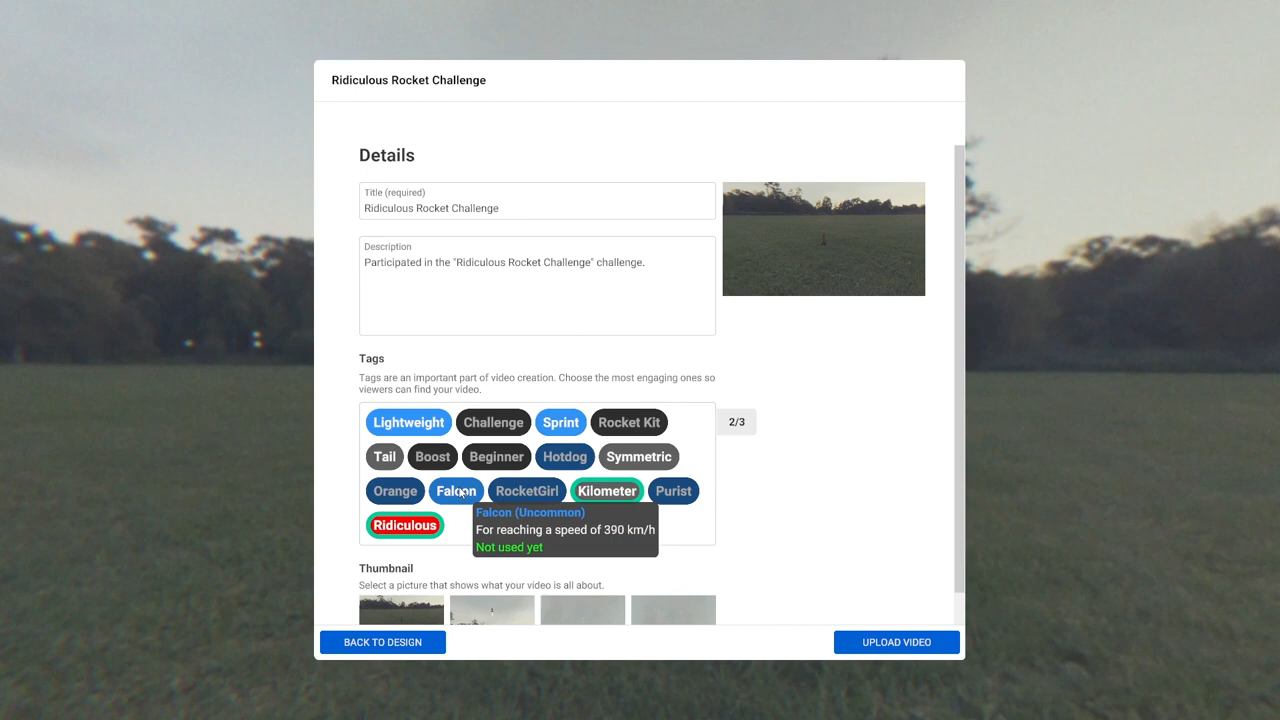 Ridiculous Rocket Challenge
Details
Title (required)
Ridiculous Rocket Challenge
Description
Participated in the "Ridiculous Rocket Challenge" challenge.
Tags
Tags are an important part of video creation. Choose the most engaging ones so
viewers can find your video.
Lightweight Challenge Sprint Rocket Kit 2/3
Tail Boost Beginner Hotdog Symmetric
Orange Falcon RocketGirl Kilometer Purist
Ridiculous
Falcon (Uncommon)
For reaching a speed of 390 km/h
Not used yet
Thumbnail
Select a picture that shows what your video is all about.
BACK TO DESIGN UPLOAD VIDEO